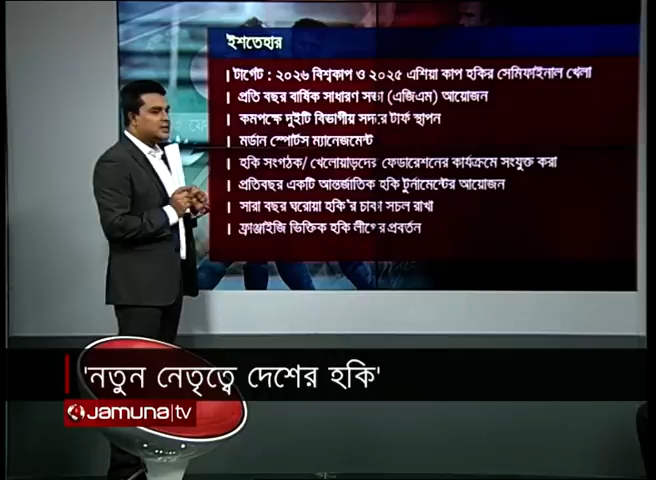 ইশতেহার
। টার্গেট : ২০২৬ বিশ্বকাপ ও ২০২৫ এশিয়া কাপ হকির সেমিফাইনাল খেলা
। প্রতি বছর বার্ষিক সাধারণ সভা (এজিএম) আয়োজন
। কমপক্ষে দুইটি বিভাগীয় সদরে টার্ফ স্থাপন
। মর্ডান স্পোর্টস ম্যানেজমেন্ট
। হকি সংগঠক/ খেলোয়াড়দের ফেডারেশনের কার্যক্রমে সংযুক্ত করা
। প্রতিবছর একটি আন্তর্জাতিক হকি টুর্নামেন্টের আয়োজন
। সারা বছর ঘরোয়া হকি'র চাকা সচল রাখা
। ফ্রাঞ্জাইজি ভিত্তিক হকি লীগের প্রবর্তন
'নতুন নেতৃত্বে দেশের হকি'
Jamuna|tv